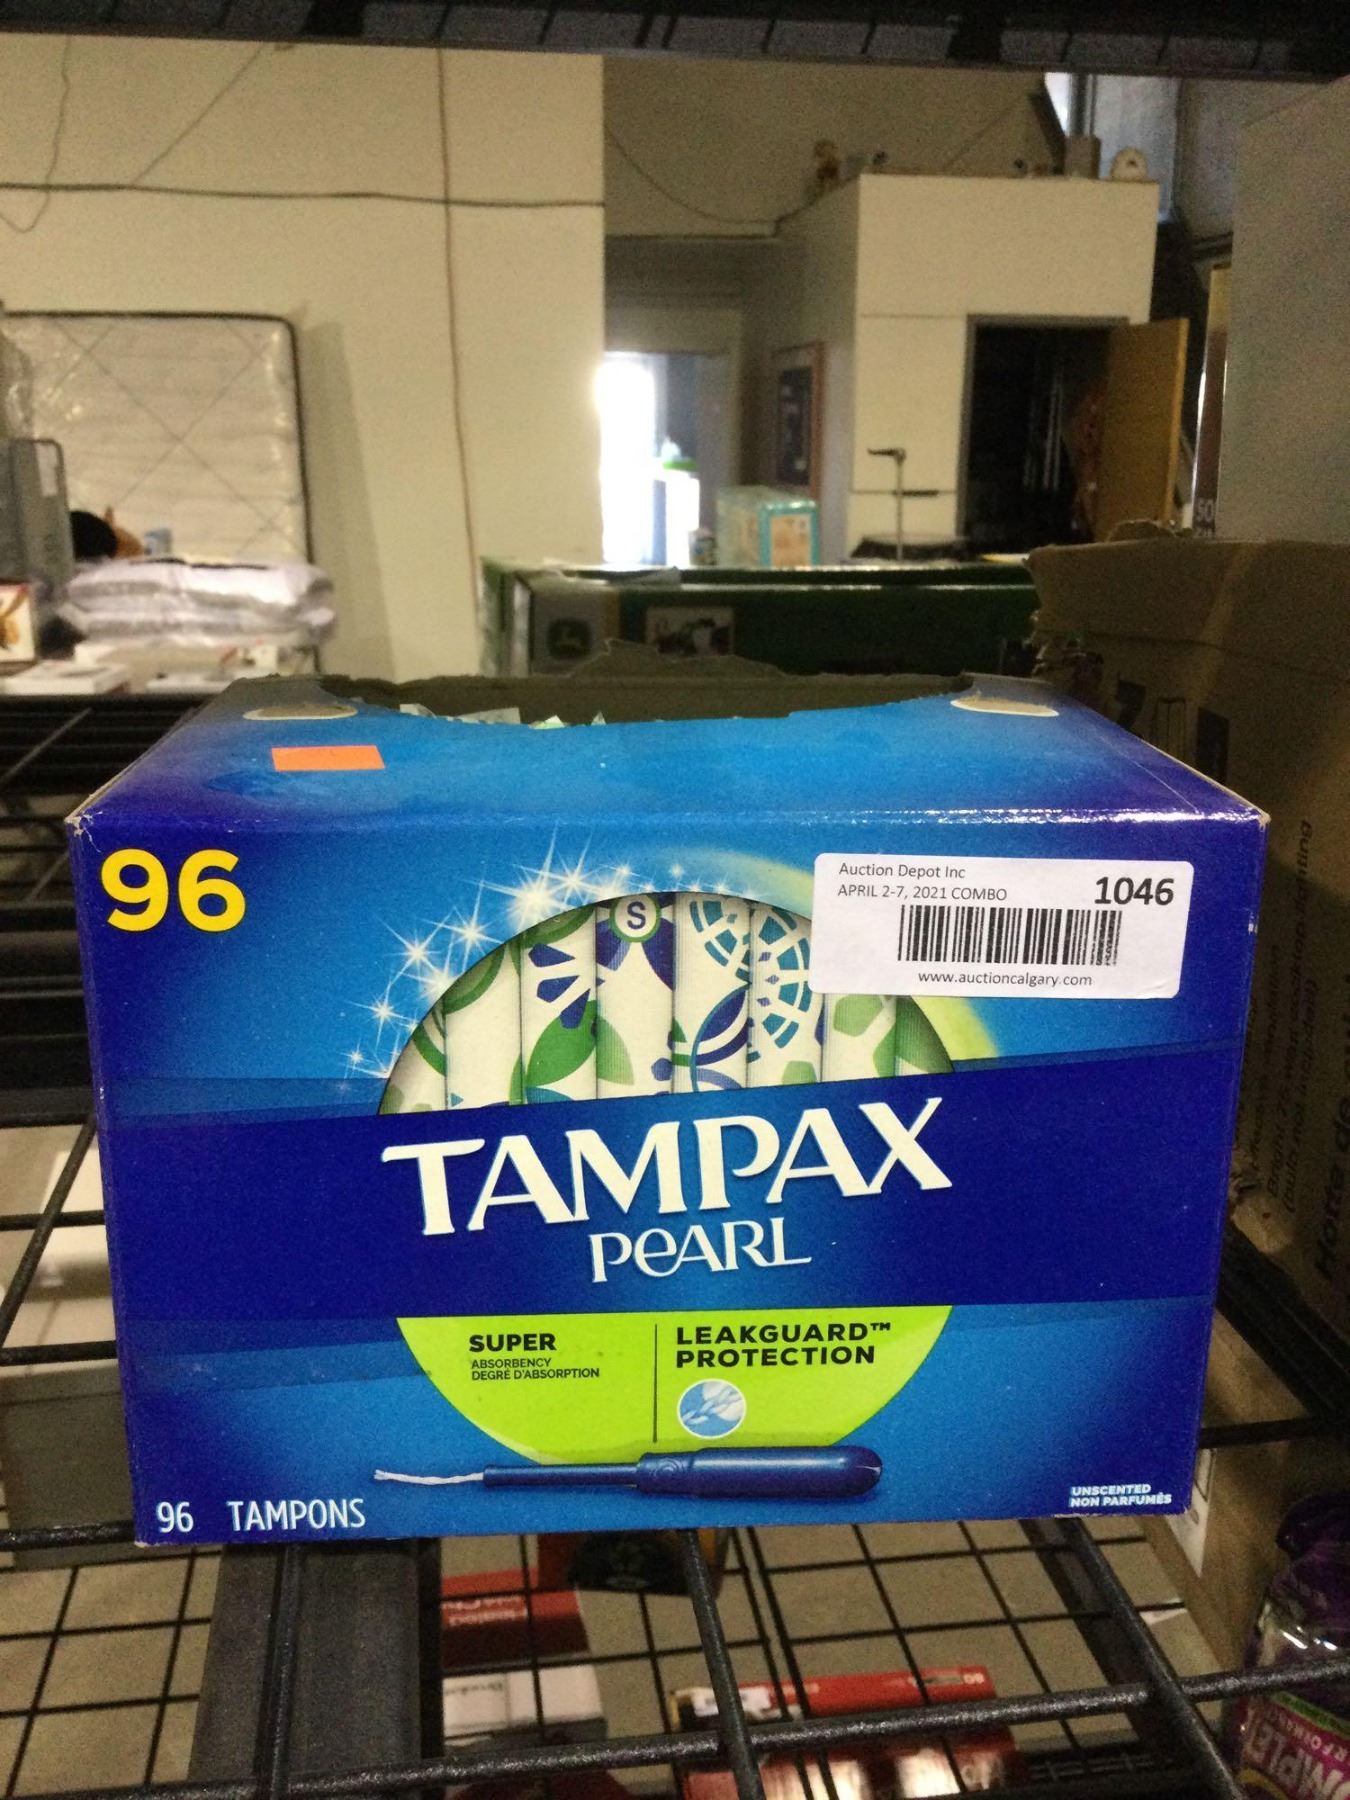 96
Auction Depot Inc
APRIL 2-7, 2021 COMBO
1046
www.auctioncalgary.com
S
TAMPAX
PEARL
SUPER
ABSORBENCY
DEGRÉ D'ABSORPTION
LEAKGUARD™
PROTECTION
96 TAMPONS
UNSCENTED
NON PARFUMÉS